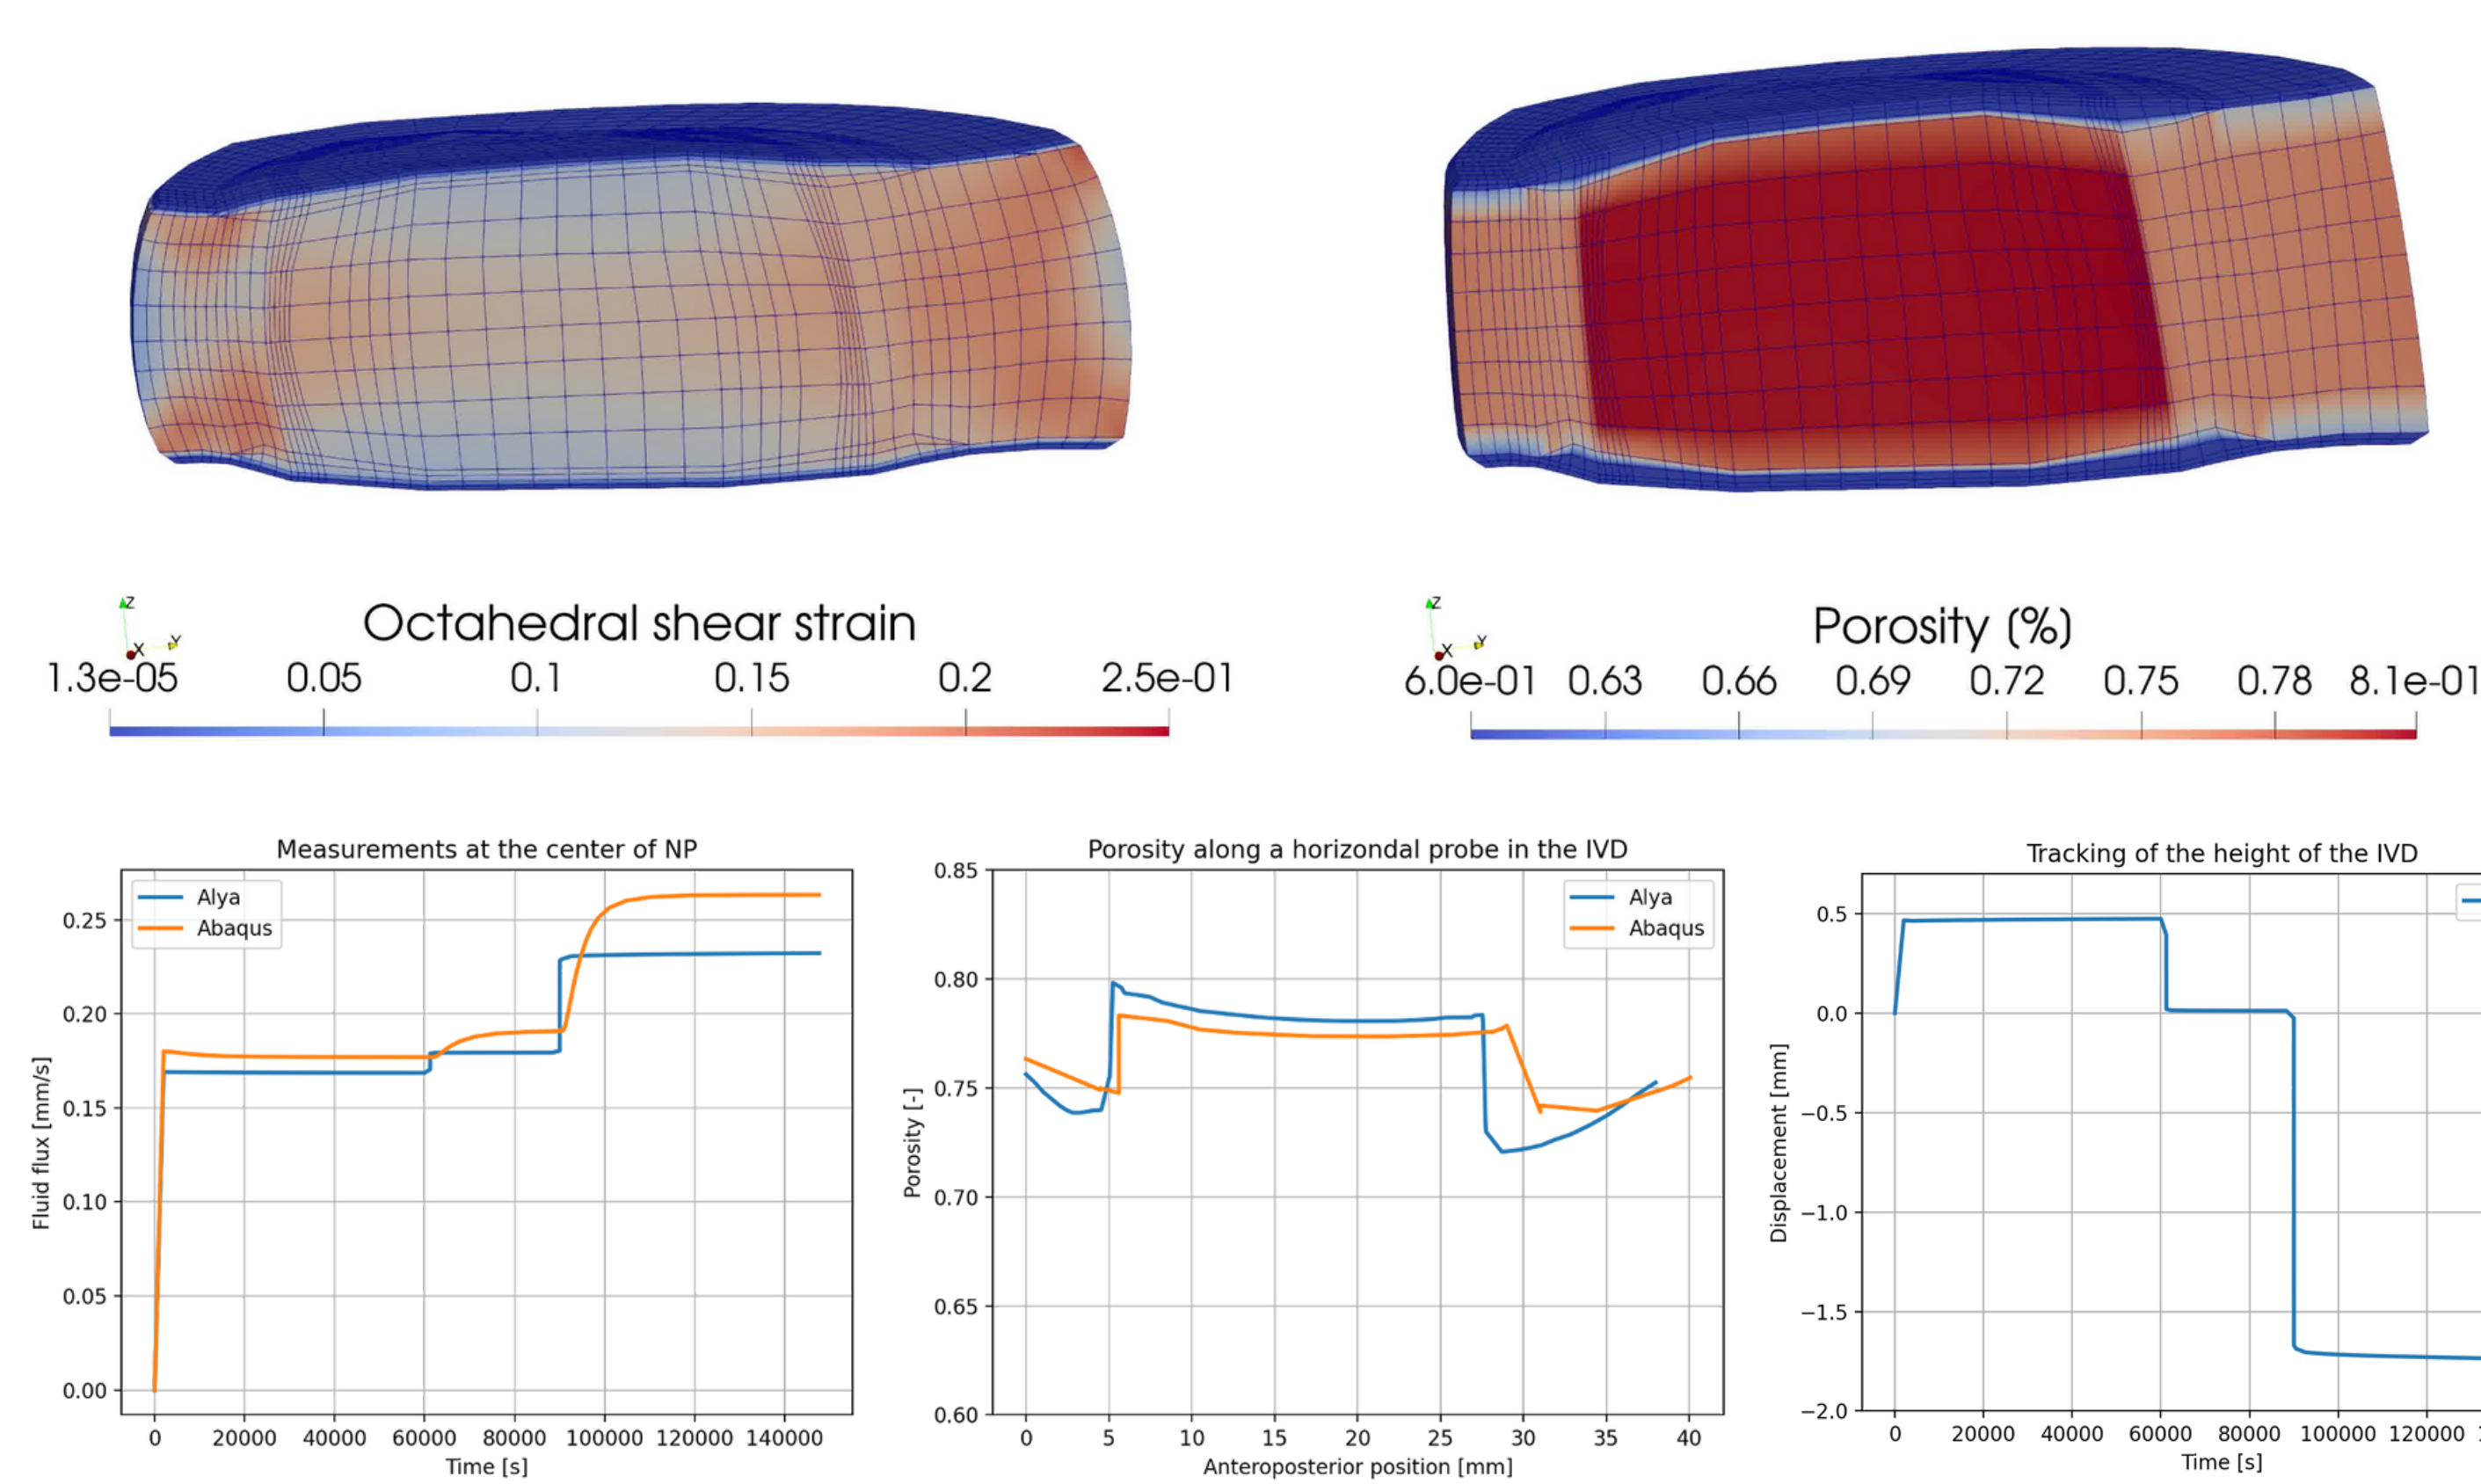 Z
X
Y
Octahedral shear strain
1.3e-05 0.05 0.1 0.15 0.2 2.5e-01
Z
X
Y
Porosity (%)
6.0e-01 0.63 0.66 0.69 0.72 0.75 0.78 8.1e-01
Measurements at the center of NP
Alya
Abaqus
Fluid flux [mm/s]
0.25
0.20
0.15
0.10
0.05
0.00
0 20000 40000 60000 80000 100000 120000 140000
Time [s]
Porosity along a horizondal probe in the IVD
Alya
Abaqus
Porosity [-]
0.85
0.80
0.75
0.70
0.65
0.60
0 5 10 15 20 25 30 35 40
Anteroposterior position [mm]
Tracking of the height of the IVD
Displacement [mm]
0.5
0.0
−0.5
−1.0
−1.5
−2.0
0 20000 40000 60000 80000 100000 120000
Time [s]